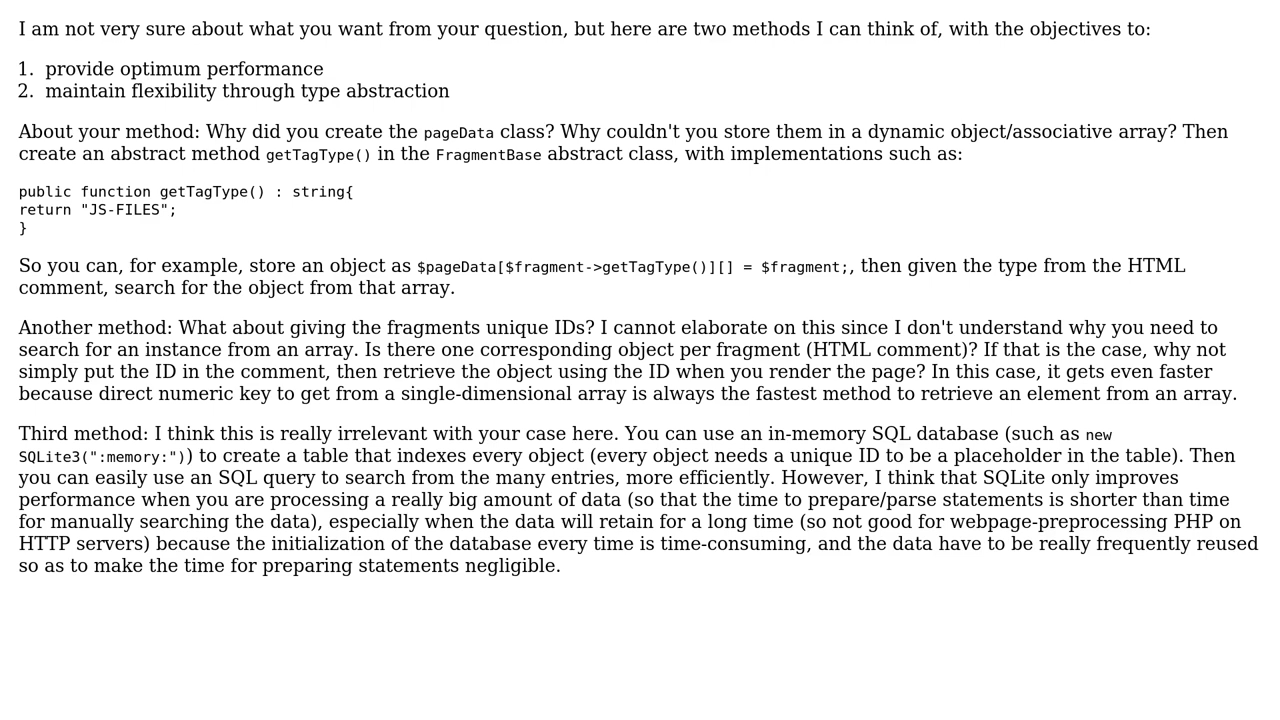 I am not very sure about what you want from your question, but here are two methods I can think of, with the objectives to:
1. provide optimum performance
2. maintain flexibility through type abstraction
About your method: Why did you create the pageData class? Why couldn't you store them in a dynamic object/associative array? Then
create an abstract method getTagType() in the FragmentBase abstract class, with implementations such as:
public function getTagType() : string{
return "JS-FILES";
}
So you can, for example, store an object as $pageData[$fragment->getTagType()][] = $fragment;, then given the type from the HTML
comment, search for the object from that array.
Another method: What about giving the fragments unique IDs? I cannot elaborate on this since I don't understand why you need to
search for an instance from an array. Is there one corresponding object per fragment (HTML comment)? If that is the case, why not
simply put the ID in the comment, then retrieve the object using the ID when you render the page? In this case, it gets even faster
because direct numeric key to get from a single-dimensional array is always the fastest method to retrieve an element from an array.
Third method: I think this is really irrelevant with your case here. You can use an in-memory SQL database (such as new
SQLite3(":memory:")) to create a table that indexes every object (every object needs a unique ID to be a placeholder in the table). Then
you can easily use an SQL query to search from the many entries, more efficiently. However, I think that SQLite only improves
performance when you are processing a really big amount of data (so that the time to prepare/parse statements is shorter than time
for manually searching the data), especially when the data will retain for a long time (so not good for webpage-preprocessing PHP on
HTTP servers) because the initialization of the database every time is time-consuming, and the data have to be really frequently reused
so as to make the time for preparing statements negligible.